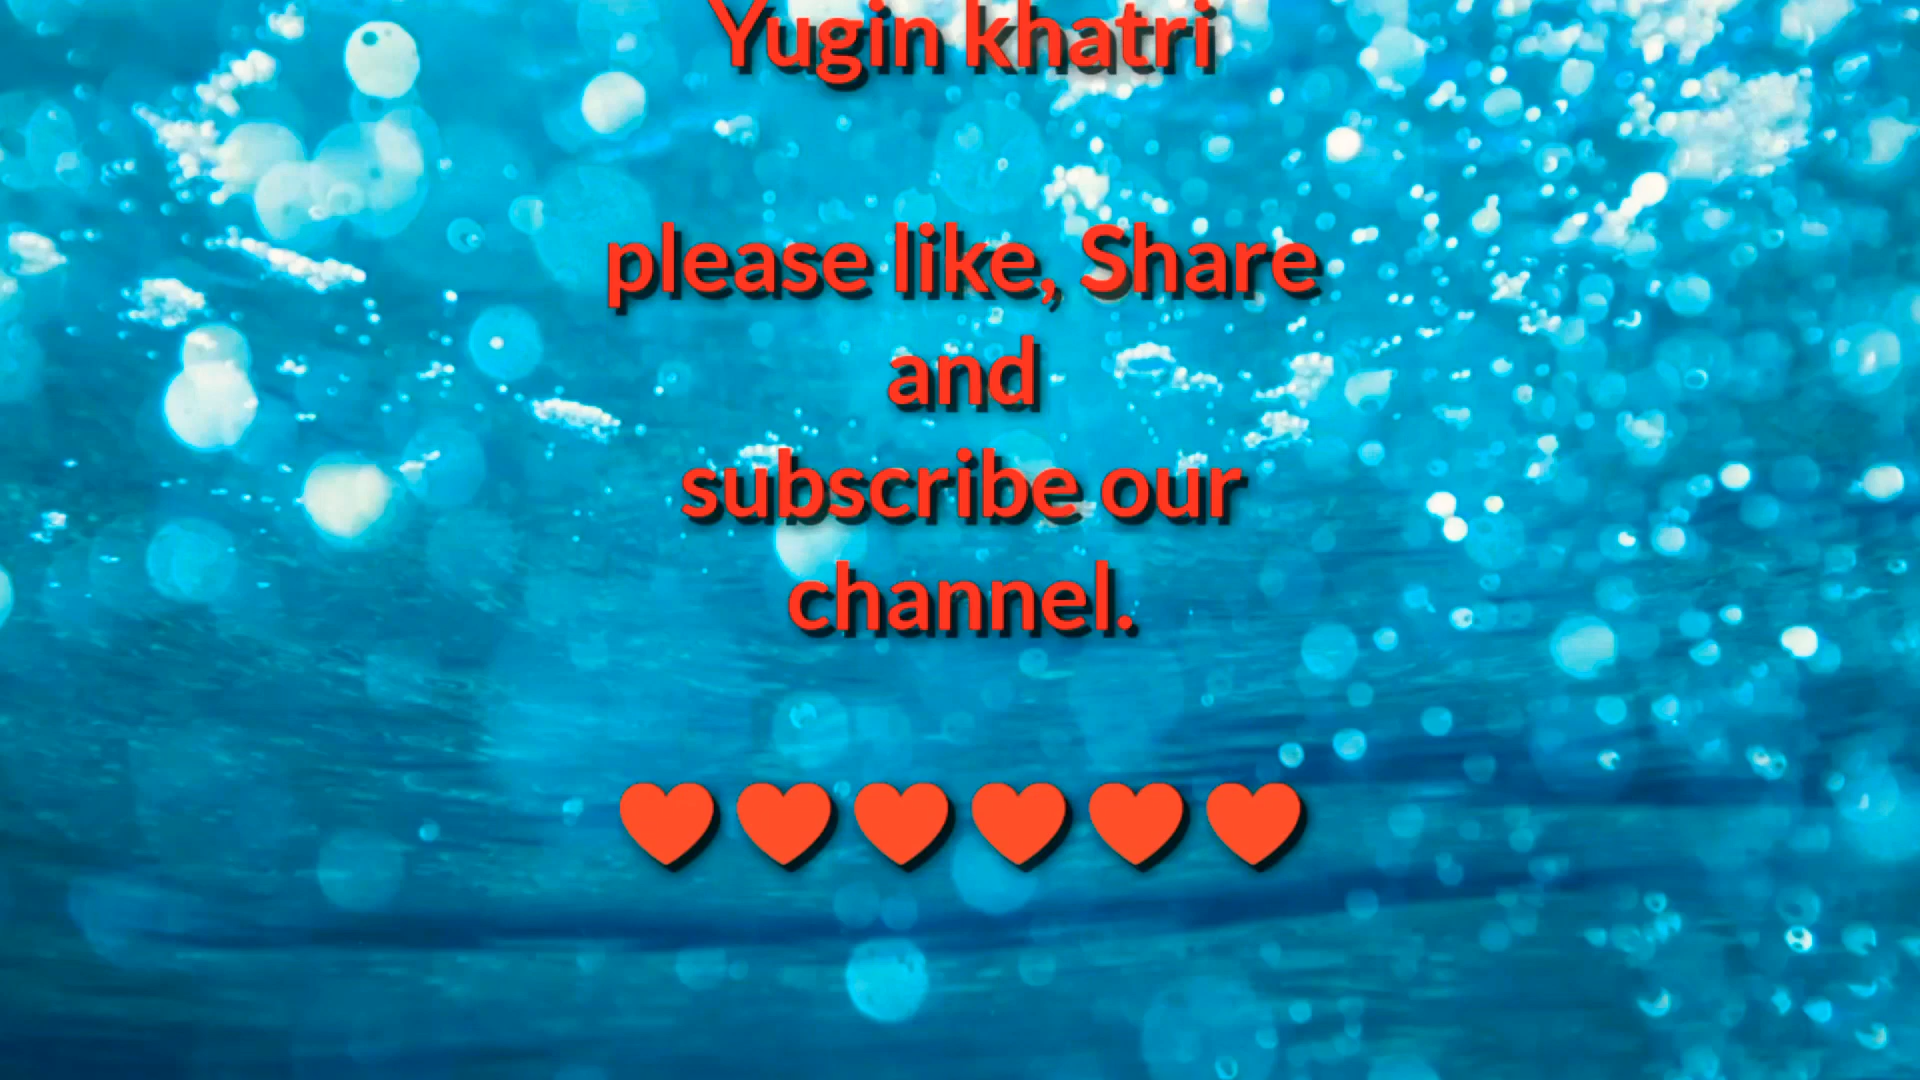 Yugin khatri
please like, Share
and
subscribe our
channel.
♥♥♥♥♥♥